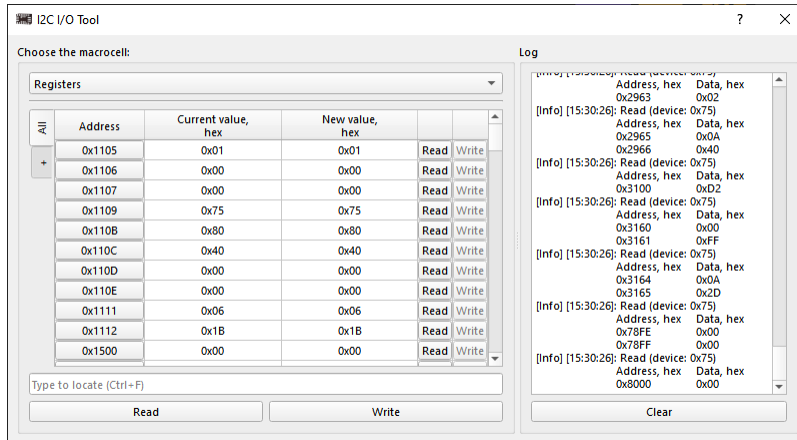 I2C I/O Tool ? ×
Choose the macrocell:
Registers
All
+
Address Current value, hex New value, hex
0x1105 0x01 0x01 Read Write
0x1106 0x00 0x00 Read Write
0x1107 0x00 0x00 Read Write
0x1109 0x75 0x75 Read Write
0x110B 0x80 0x80 Read Write
0x110C 0x40 0x40 Read Write
0x110D 0x00 0x00 Read Write
0x110E 0x00 0x00 Read Write
0x1111 0x06 0x06 Read Write
0x1112 0x1B 0x1B Read Write
0x1500 0x00 0x00 Read Write
Type to locate (Ctrl+F)
Read Write
Log
[Info] [15:30:26]: Read (device: 0x75)
Address, hex Data, hex
0x2963 0x02
[Info] [15:30:26]: Read (device: 0x75)
Address, hex Data, hex
0x2965 0x0A
0x2966 0x40
[Info] [15:30:26]: Read (device: 0x75)
Address, hex Data, hex
0x3100 0xD2
[Info] [15:30:26]: Read (device: 0x75)
Address, hex Data, hex
0x3160 0x00
0x3161 0xFF
[Info] [15:30:26]: Read (device: 0x75)
Address, hex Data, hex
0x3164 0x0A
0x3165 0x2D
[Info] [15:30:26]: Read (device: 0x75)
Address, hex Data, hex
0x78FE 0x00
0x78FF 0x00
[Info] [15:30:26]: Read (device: 0x75)
Address, hex Data, hex
0x8000 0x00
Clear